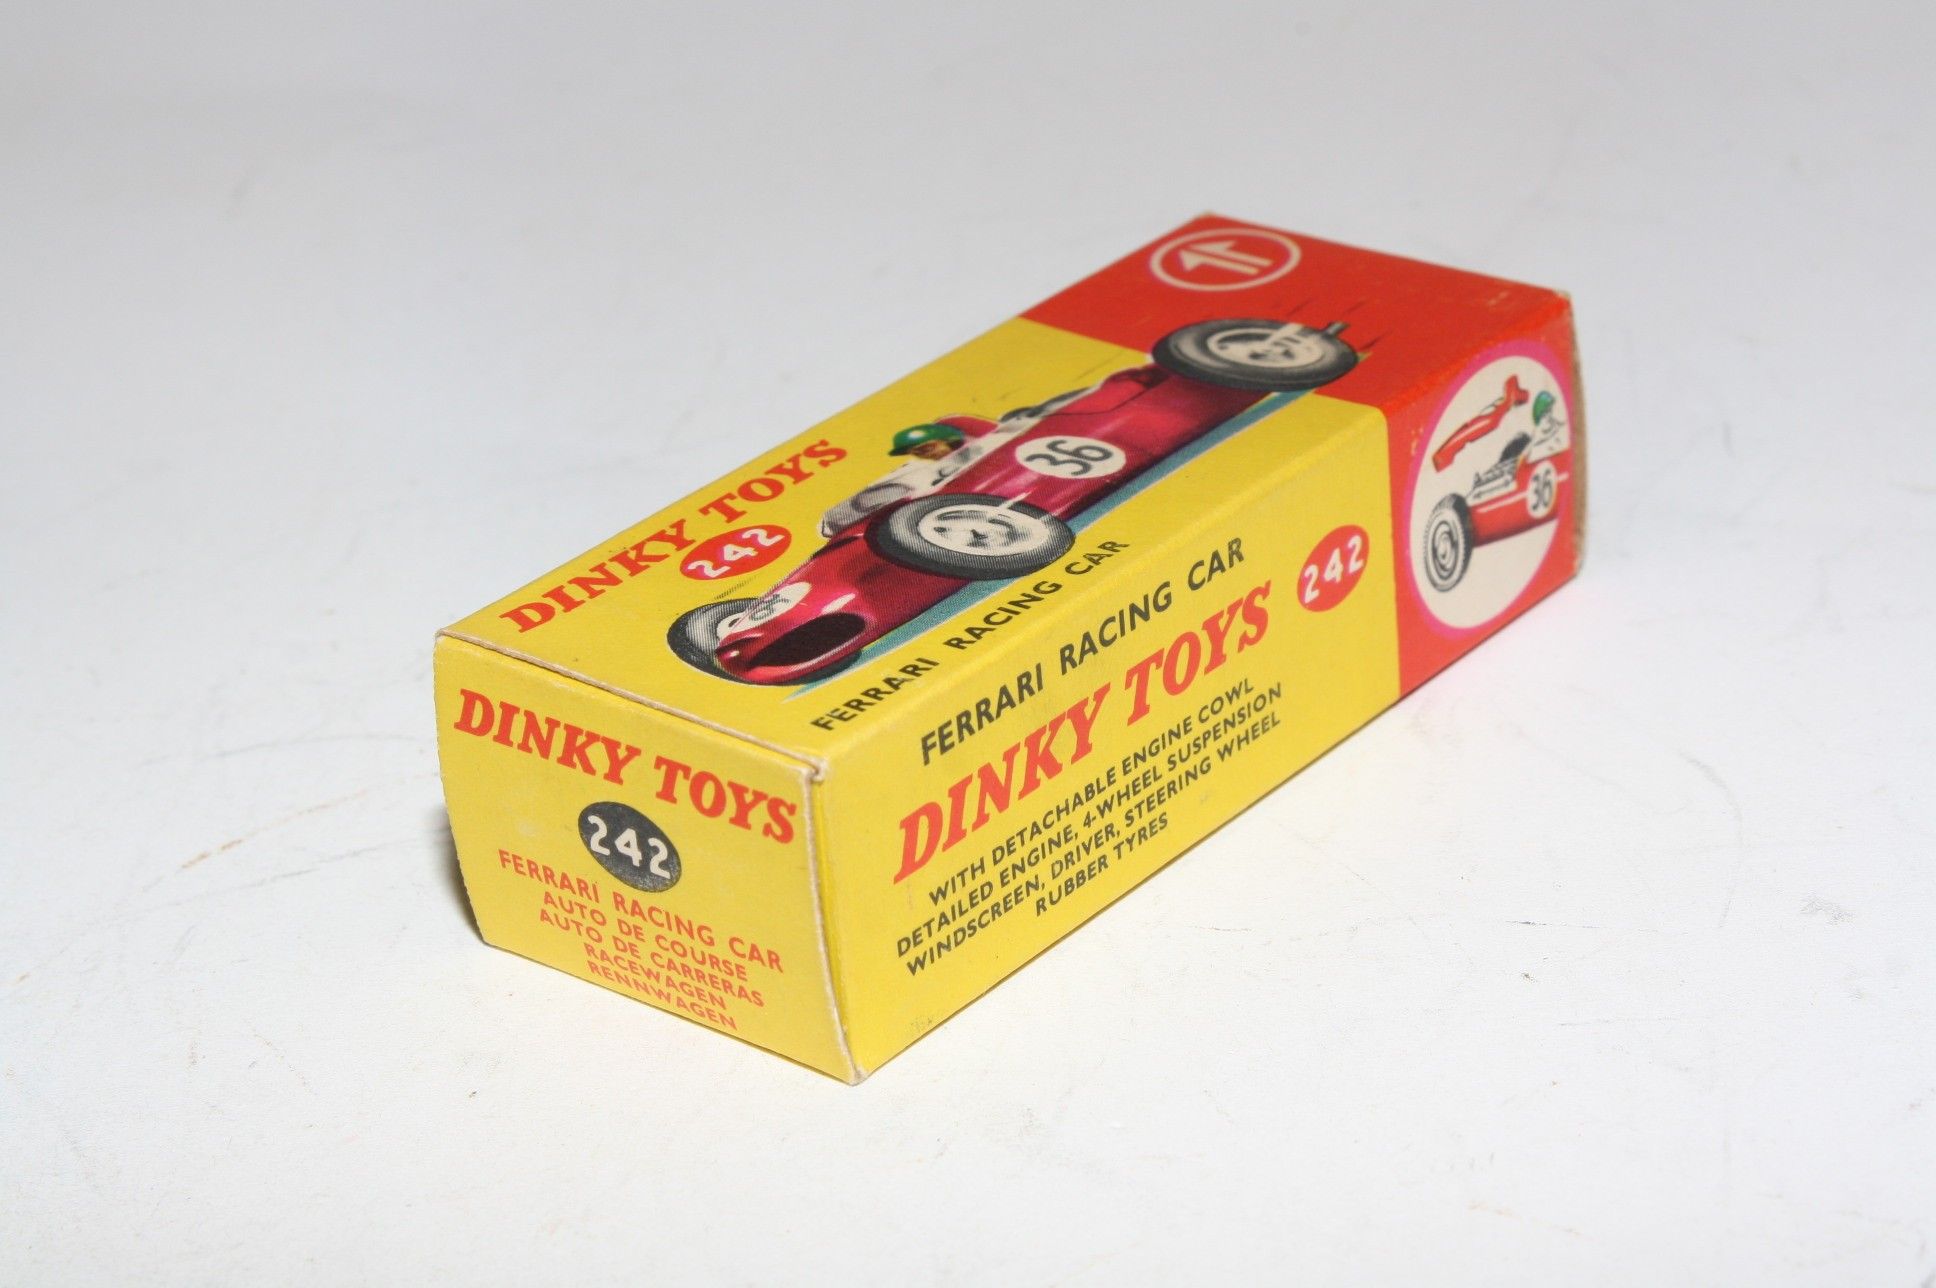 DINKY TOYS
242
36
FERRARI RACING CAR
FERRARI RACING CAR
DINKY TOYS
242
WITH DETACHABLE ENGINE COWL
DETAILED ENGINE, 4-WHEEL SUSPENSION
WINDSCREEN, DRIVER, STEERING WHEEL
RUBBER TYRES
36
DINKY TOYS
242
FERRARI RACING CAR
AUTO DE COURSE
AUTO DE CARRERAS
RACEWAGEN
RENNWAGEN